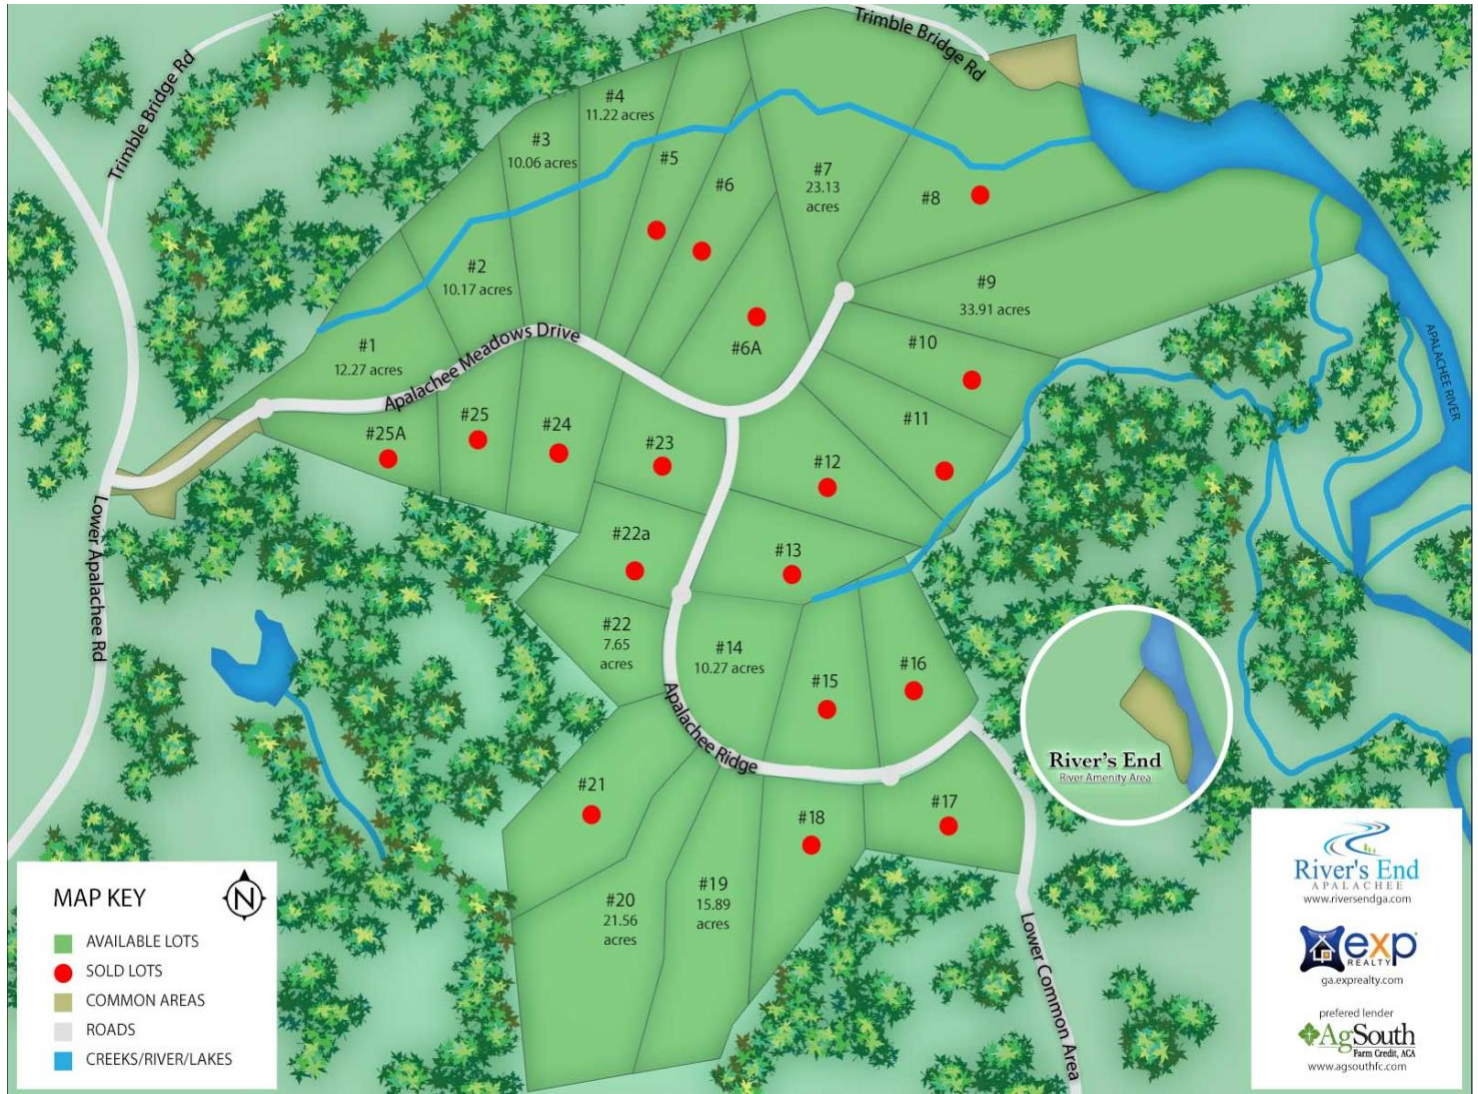 Trimble Bridge Rd
Trimble Bridge Rd
#4
11.22 acres
#3
10.06 acres
#5
#6
#7
23.13
acres
#8
#2
10.17 acres
#9
33.91 acres
#1
12.27 acres
#6A
#10
Apalachee Meadows Drive
APALACHEE RIVER
#25A
#25
#24
#23
#12
#11
Lower Apalachee Rd
#22a
#13
#22
7.65
acres
#14
10.27 acres
#15
#16
Apalachee Ridge
River's End
River Amenity Area
#21
#18
#17
#20
21.56
acres
#19
15.89
acres
Lower Common Area
MAP KEY
N
AVAILABLE LOTS
SOLD LOTS
COMMON AREAS
ROADS
CREEKS/RIVER/LAKES
River's End
APALACHEE
www.riversendga.com
exp
REALTY
ga.exprealty.com
prefered lender
AgSouth
Farm Credit, ACA
www.agsouthfc.com